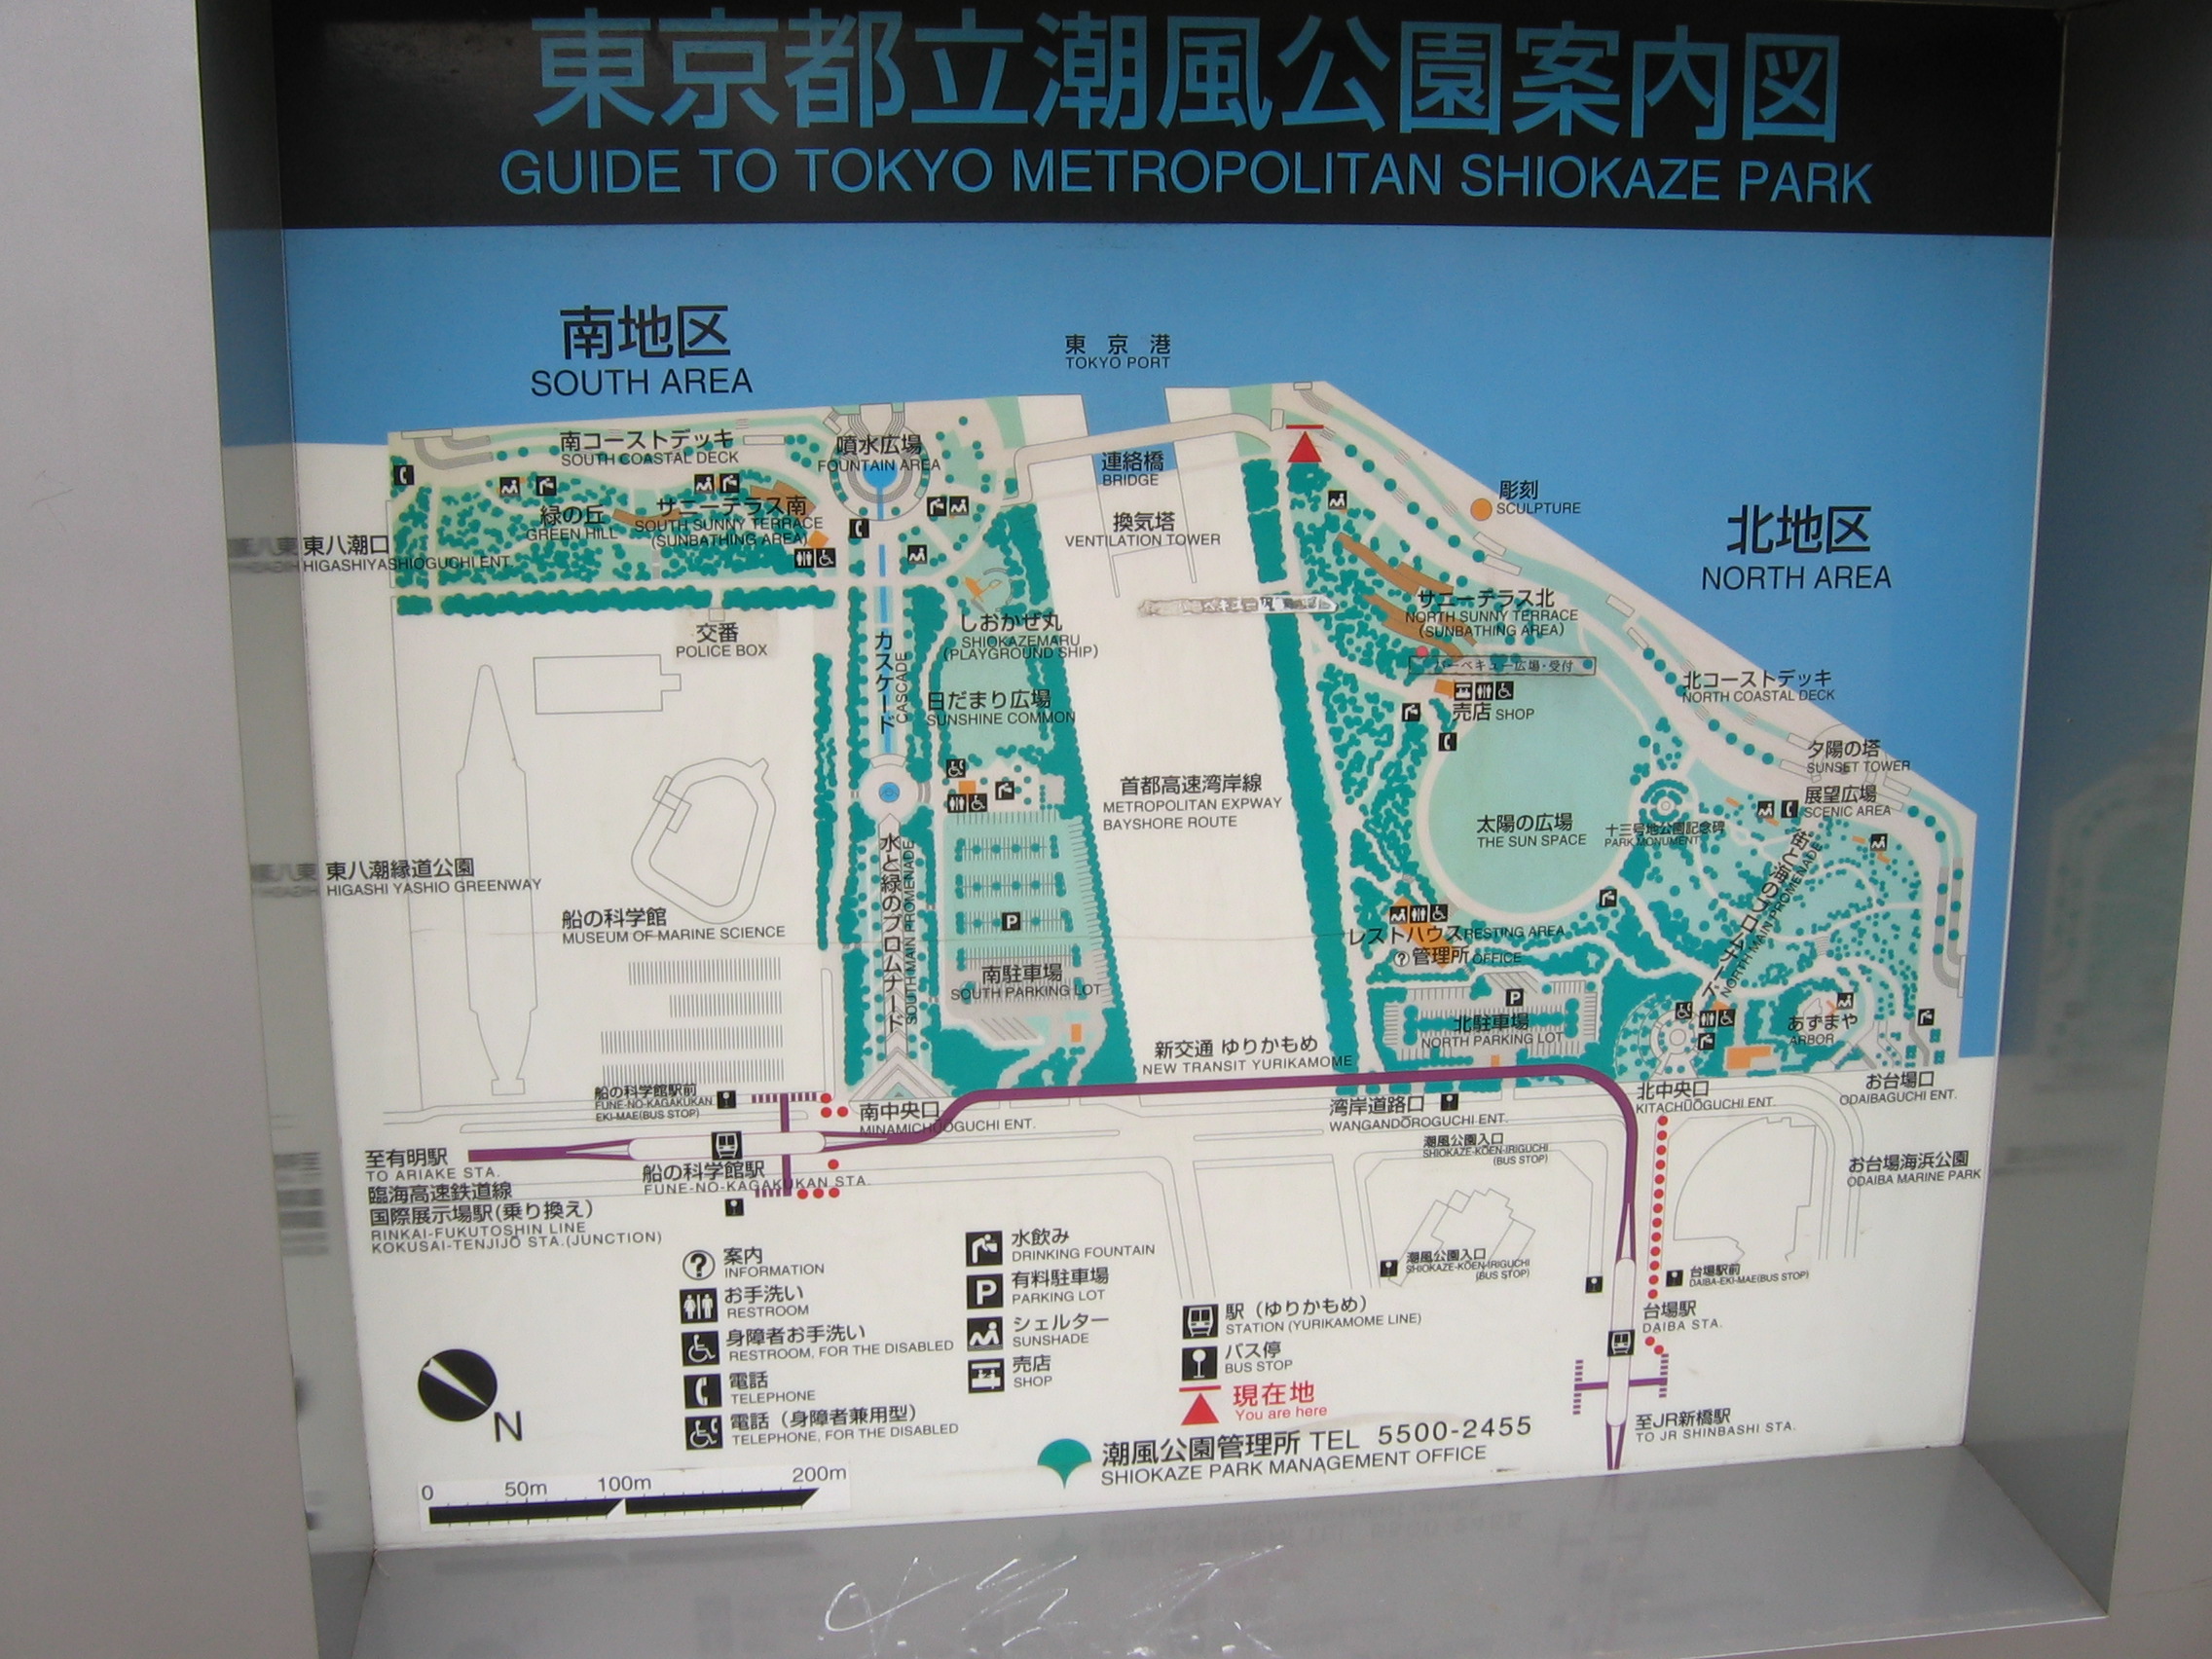 東京都立潮風公園案内図
GUIDE TO TOKYO METROPOLITAN SHIOKAZE PARK
南地区
SOUTH AREA
東京港
TOKYO PORT
南コーストデッキ
SOUTH COASTAL DECK
噴水広場
FOUNTAIN AREA
連絡橋
BRIDGE
彫刻
SCULPTURE
北地区
NORTH AREA
緑の丘
GREEN HILL
サニーテラス南
SOUTH SUNNY TERRACE
(SUNBATHING AREA)
換気塔
VENTILATION TOWER
東八潮口
HIGASHIYASHIOGUCHI ENT.
サニーテラス北
NORTH SUNNY TERRACE
(SUNBATHING AREA)
交番
POLICE BOX
しおかぜ丸
SHIOKAZEMARU
(PLAYGROUND SHIP)
バーベキュー広場・受付
カスケード
CASCADE
日だまり広場
SUNSHINE COMMON
売店 SHOP
北コーストデッキ
NORTH COASTAL DECK
夕陽の塔
SUNSET TOWER
展望広場
SCENIC AREA
首都高速湾岸線
METROPOLITAN EXPWAY
BAYSHORE ROUTE
太陽の広場
THE SUN SPACE
十三号地公園記念碑
PARK MONUMENT
街と海のプロムナード
NORTH MAIN PROMENADE
東八潮緑道公園
HIGASHI YASHIO GREENWAY
水と緑のプロムナード
SOUTH MAIN PROMENADE
船の科学館
MUSEUM OF MARINE SCIENCE
P
レストハウス RESTING AREA
? 管理所 OFFICE
南駐車場
SOUTH PARKING LOT
P
北駐車場
NORTH PARKING LOT
あずまや
ARBOR
新交通 ゆりかもめ
NEW TRANSIT YURIKAMOME
船の科学館駅前
FUNE-NO-KAGAKUKAN
EKI-MAE(BUS STOP)
南中央口
MINAMICHŪOGUCHI ENT.
湾岸道路口
WANGANDŌROGUCHI ENT.
北中央口
KITACHŪOGUCHI ENT.
お台場口
ODAIBAGUCHI ENT.
潮風公園入口
SHIOKAZE-KŌEN-IRIGUCHI
(BUS STOP)
至有明駅
TO ARIAKE STA.
臨海高速鉄道線
国際展示場駅(乗り換え)
RINKAI-FUKUTOSHIN LINE
KOKUSAI-TENJIJŌ STA.(JUNCTION)
船の科学館駅
FUNE-NO-KAGAKUKAN STA.
お台場海浜公園
ODAIBA MARINE PARK
潮風公園入口
SHIOKAZE-KŌEN-IRIGUCHI
(BUS STOP)
台場駅前
DAIBA-EKI-MAE(BUS STOP)
台場駅
DAIBA STA.
至JR新橋駅
TO JR SHINBASHI STA.
? 案内
INFORMATION
お手洗い
RESTROOM
身障者お手洗い
RESTROOM, FOR THE DISABLED
電話
TELEPHONE
電話（身障者兼用型）
TELEPHONE, FOR THE DISABLED
水飲み
DRINKING FOUNTAIN
P 有料駐車場
PARKING LOT
シェルター
SUNSHADE
売店
SHOP
駅（ゆりかもめ）
STATION (YURIKAMOME LINE)
バス停
BUS STOP
現在地
You are here
N
0 50m 100m 200m
潮風公園管理所 TEL 5500-2455
SHIOKAZE PARK MANAGEMENT OFFICE